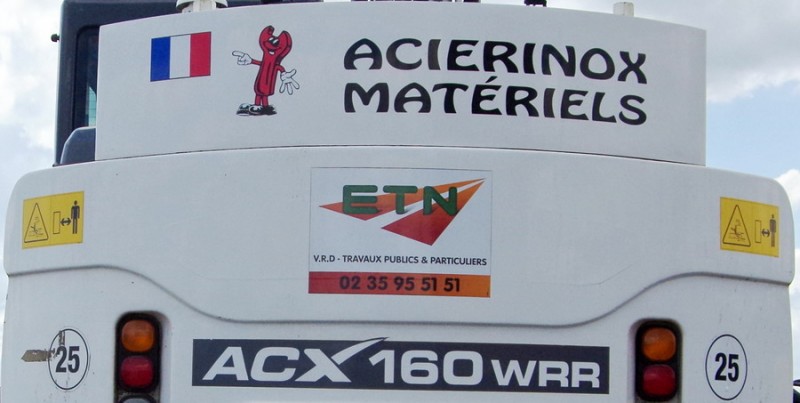 ACIERINOX
MATÉRIELS
ETN
V.R.D - TRAVAUX PUBLICS & PARTICULIERS
02 35 95 51 51
25
ACX 160 WRR
25